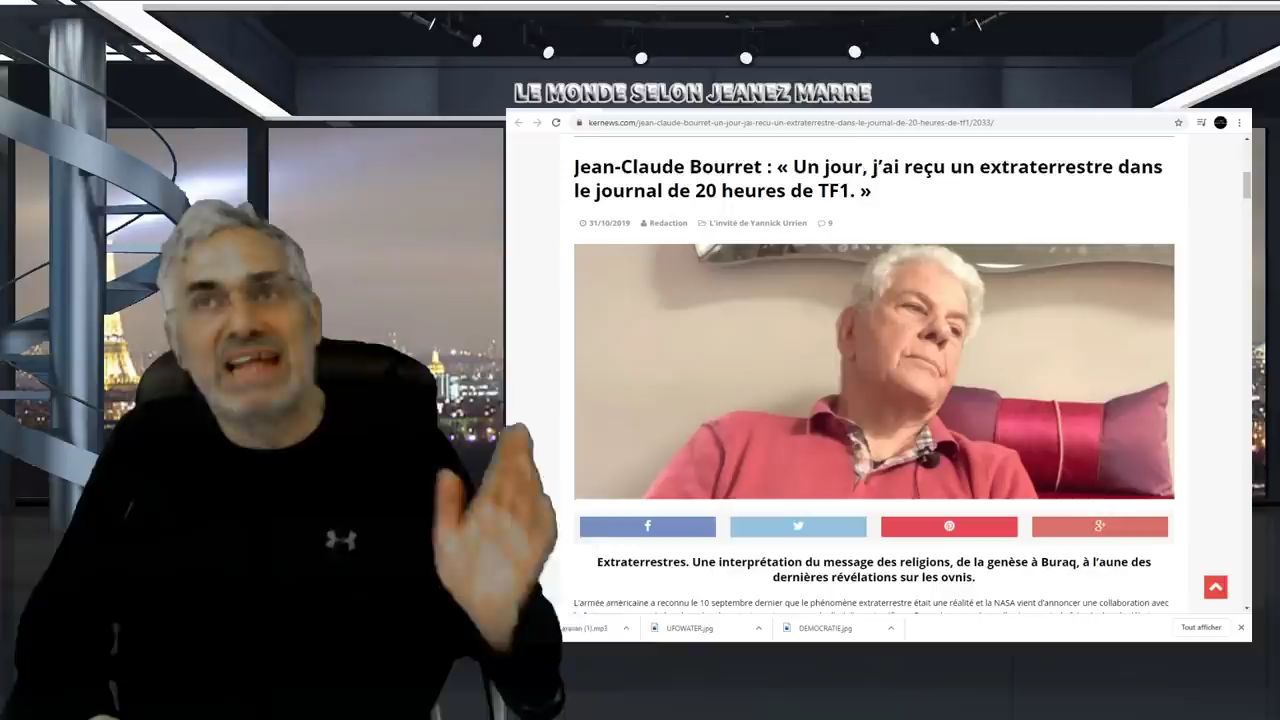 LE MONDE SELON JEANEZ MARRE
kernews.com/jean-claude-bourret-un-jour-jai-recu-un-extraterrestre-dans-le-journal-de-20-heures-de-tf1/2033/
Jean-Claude Bourret : « Un jour, j’ai reçu un extraterrestre dans
le journal de 20 heures de TF1. »
31/10/2019 Redaction L'invité de Yannick Urrien 9
Extraterrestres. Une interprétation du message des religions, de la genèse à Buraq, à l’aune des
dernières révélations sur les ovnis.
L’armée américaine a reconnu le 10 septembre dernier que le phénomène extraterrestre était une réalité et la NASA vient d’annoncer une collaboration avec
(1).mp3 UFOWATER.jpg DEMOCRATIE.jpg Tout afficher